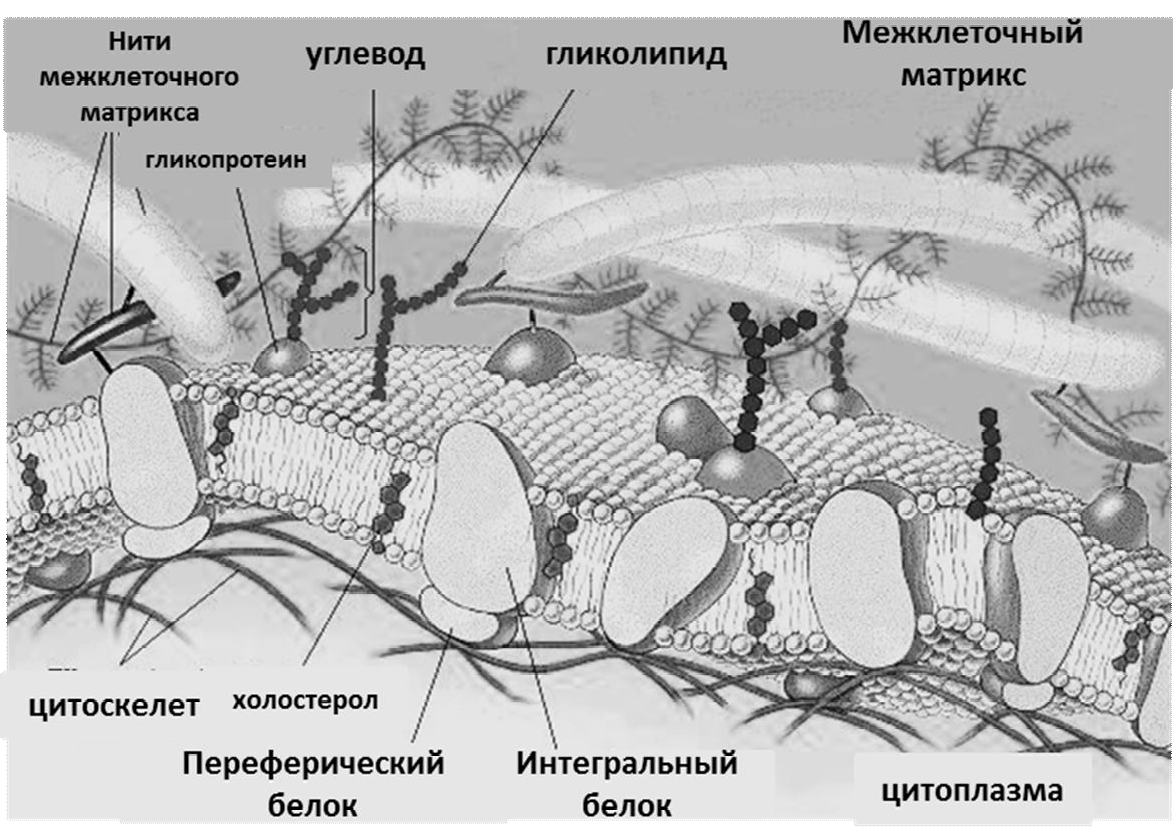 Нити
межклеточного
матрикса
углевод
гликолипид
Межклеточный
матрикс
гликопротеин
цитоскелет
холостерол
Переферический
белок
Интегральный
белок
цитоплазма